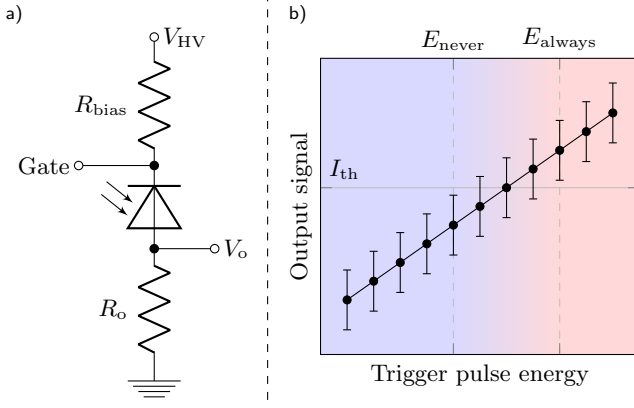 a)
V_HV
R_bias
Gate
V_o
R_o
b)
E_never
E_always
I_th
Output signal
Trigger pulse energy